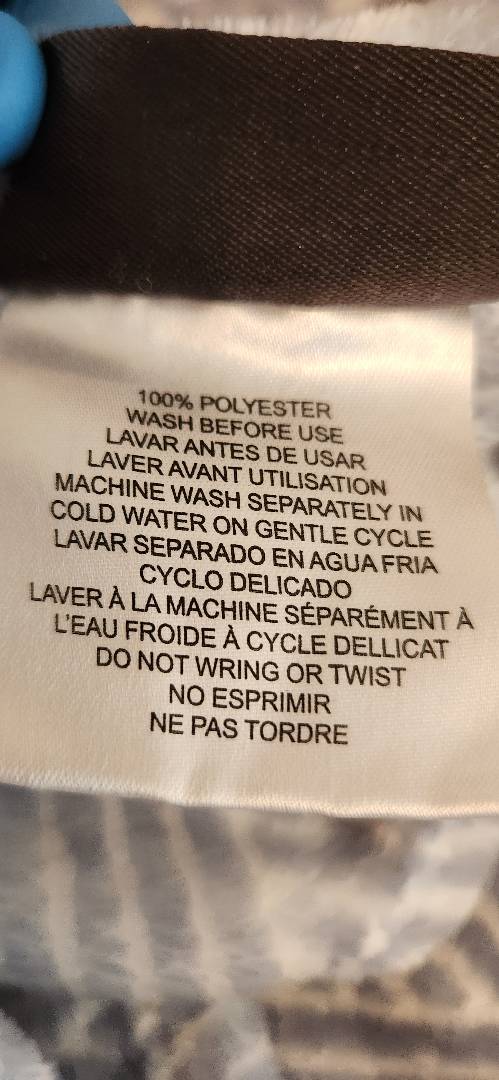 100% POLYESTER
WASH BEFORE USE
LAVAR ANTES DE USAR
LAVER AVANT UTILISATION
MACHINE WASH SEPARATELY IN
COLD WATER ON GENTLE CYCLE
LAVAR SEPARADO EN AGUA FRIA
CYCLO DELICADO
LAVER À LA MACHINE SÉPARÉMENT À
L'EAU FROIDE À CYCLE DELLICAT
DO NOT WRING OR TWIST
NO ESPRIMIR
NE PAS TORDRE